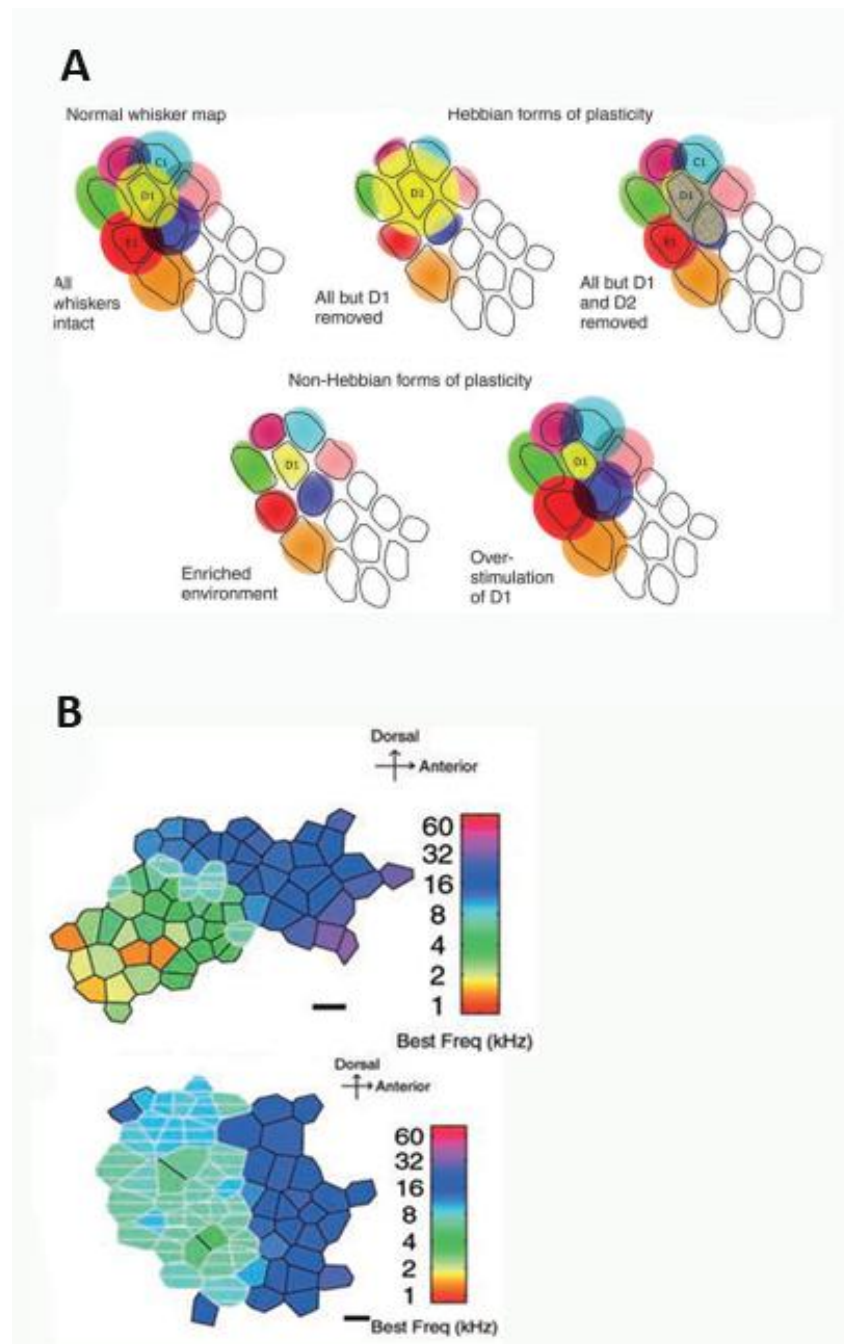 A
Normal whisker map
Hebbian forms of plasticity
C1
D1
E1
All
whiskers
intact
D1
All but D1
removed
C1
D1
E1
All but D1
and D2
removed
Non-Hebbian forms of plasticity
D1
Enriched
environment
D1
Over-
stimulation
of D1
B
Dorsal
Anterior
60
32
16
8
4
2
1
Best Freq (kHz)
Dorsal
Anterior
60
32
16
8
4
2
1
Best Freq (kHz)